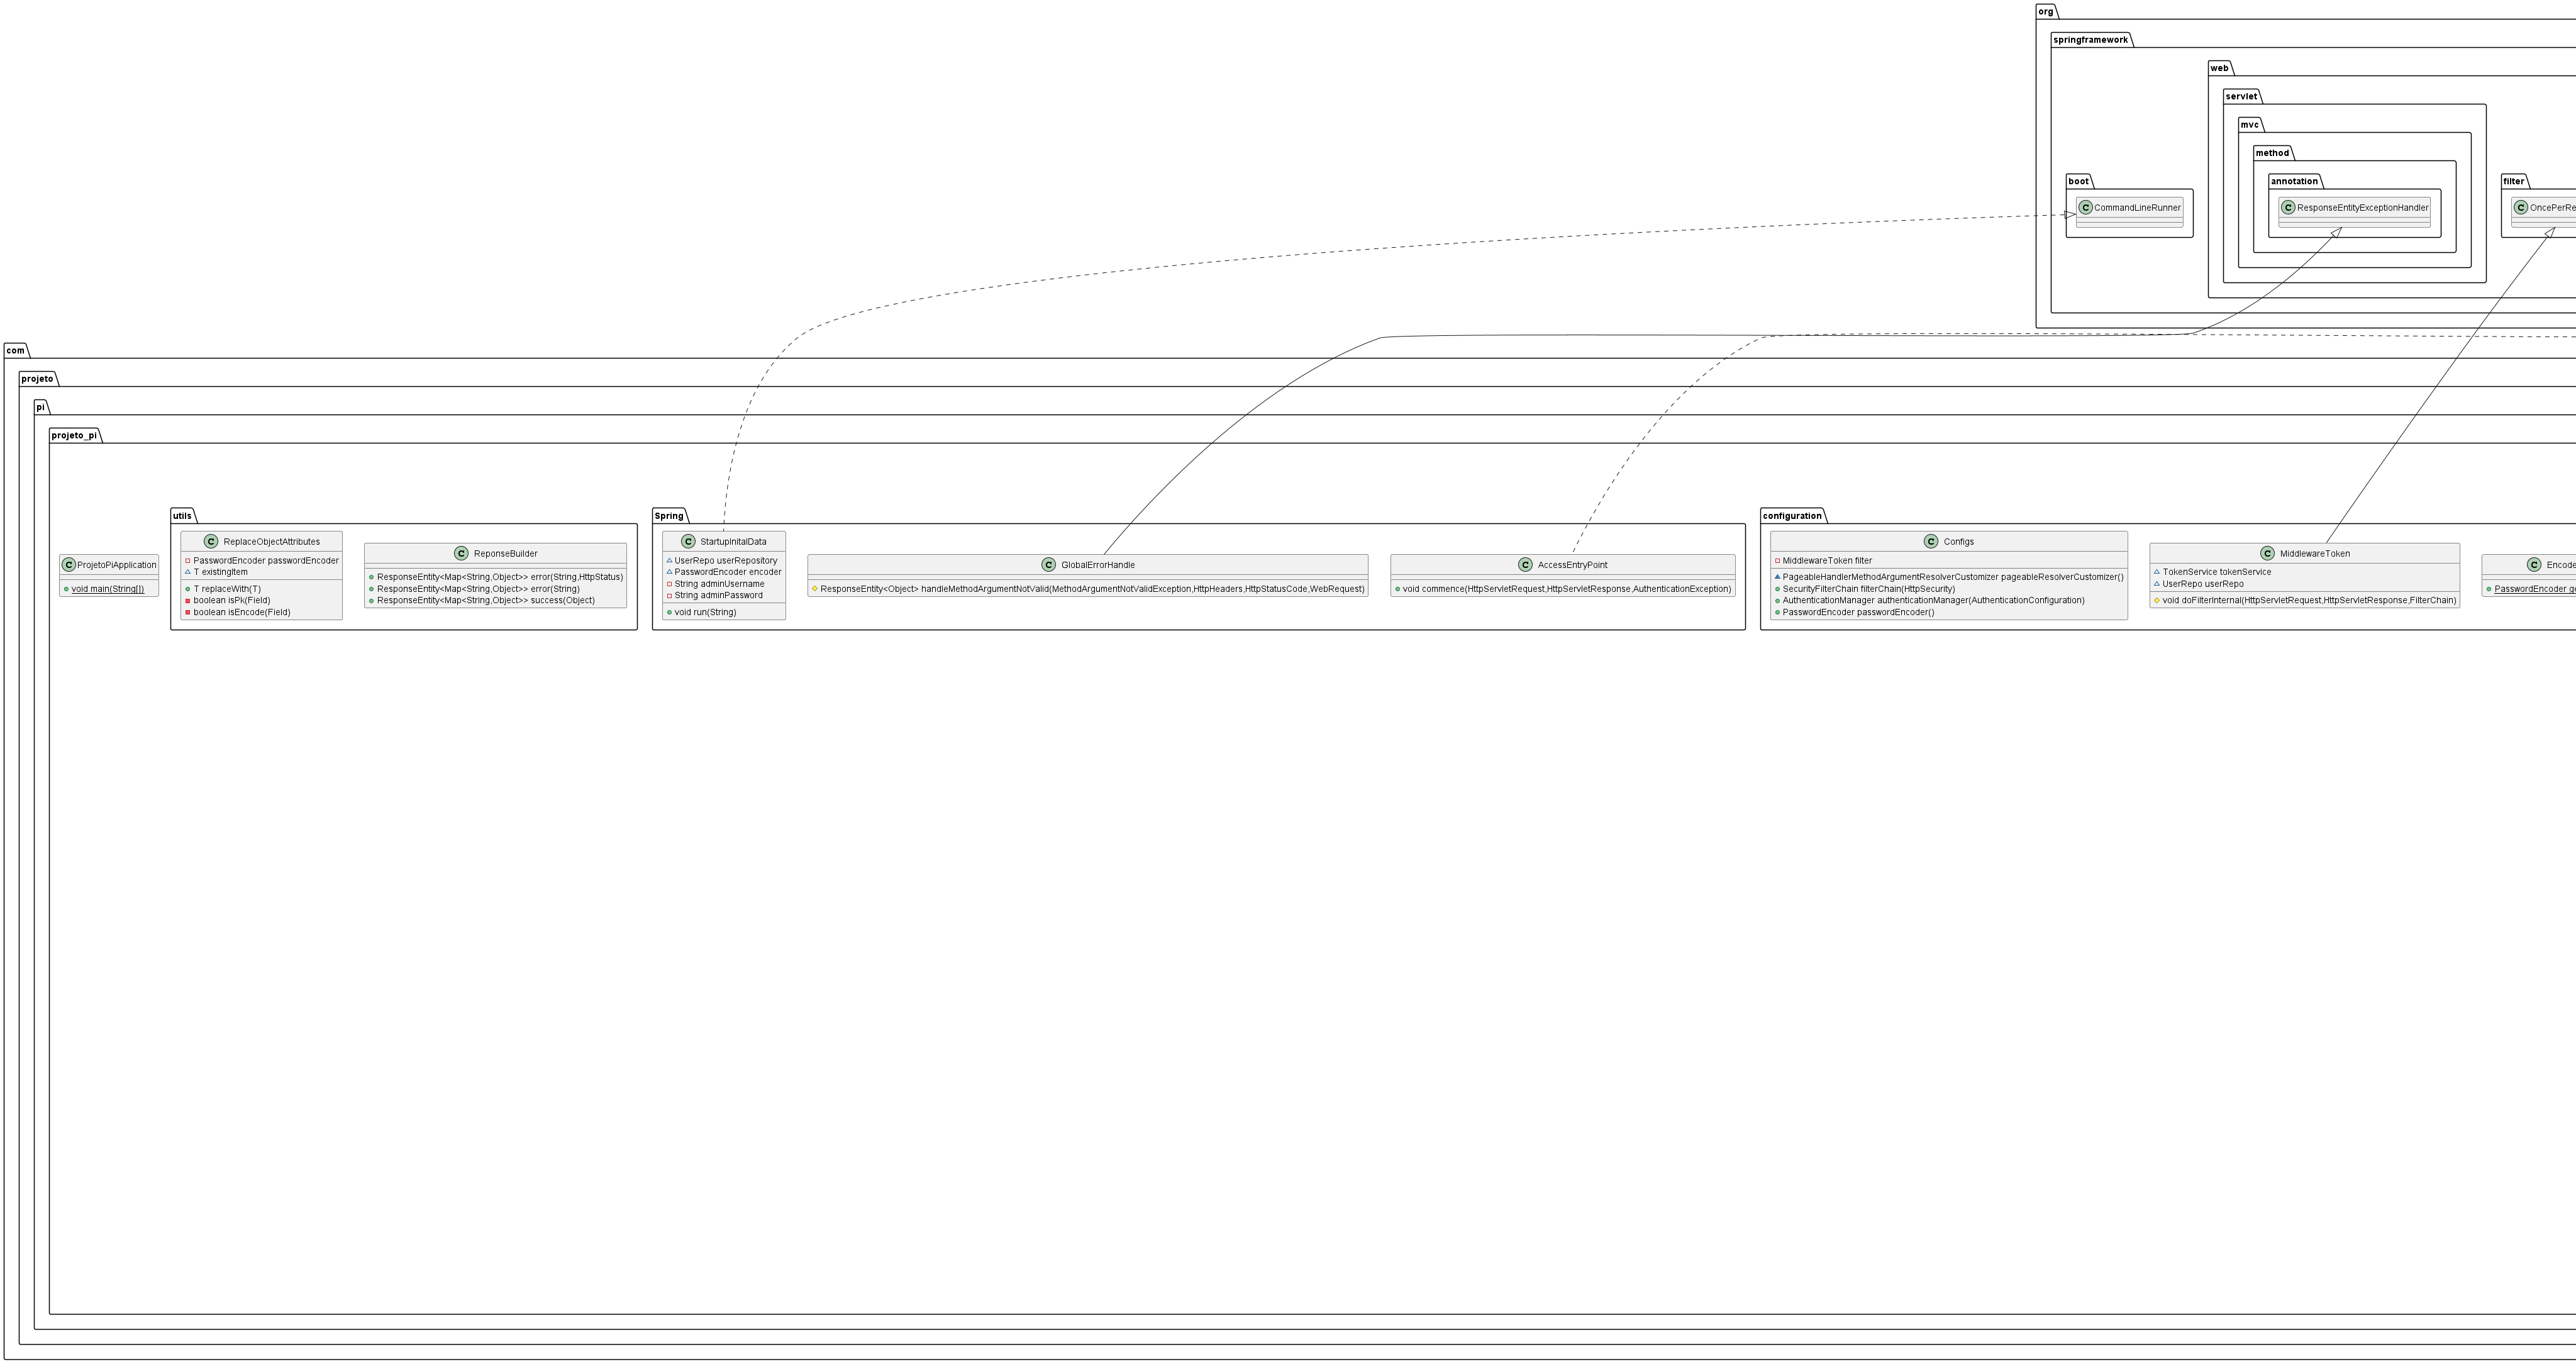 org
springframework
web
servlet
mvc
method
boot
annotation
filter
C CommandLineRunner
C ResponseEntityExceptionHandler
C OncePerRe
com
projeto
pi
projeto_pi
utils
Spring
configuration
C ProjetoPiApplication
void main(String[])
C ReplaceObjectAttributes
PasswordEncoder passwordEncoder
T existingItem
T replaceWith(T)
boolean isPk(Field)
boolean isEncode(Field)
C ReponseBuilder
ResponseEntity<Map<String,Object>> error(String,HttpStatus)
ResponseEntity<Map<String,Object>> error(String)
ResponseEntity<Map<String,Object>> success(Object)
C StartupInitalData
UserRepo userRepository
PasswordEncoder encoder
String adminUsername
String adminPassword
void run(String)
C GlobalErrorHandle
ResponseEntity<Object> handleMethodArgumentNotValid(MethodArgumentNotValidException,HttpHeaders,HttpStatusCode,WebRequest)
C AccessEntryPoint
void commence(HttpServletRequest,HttpServletResponse,AuthenticationException)
C Configs
MiddlewareToken filter
PageableHandlerMethodArgumentResolverCustomizer pageableResolverCustomizer()
SecurityFilterChain filterChain(HttpSecurity)
AuthenticationManager authenticationManager(AuthenticationConfiguration)
PasswordEncoder passwordEncoder()
C MiddlewareToken
TokenService tokenService
UserRepo userRepo
void doFilterInternal(HttpServletRequest,HttpServletResponse,FilterChain)
C Encode
PasswordEncoder ge